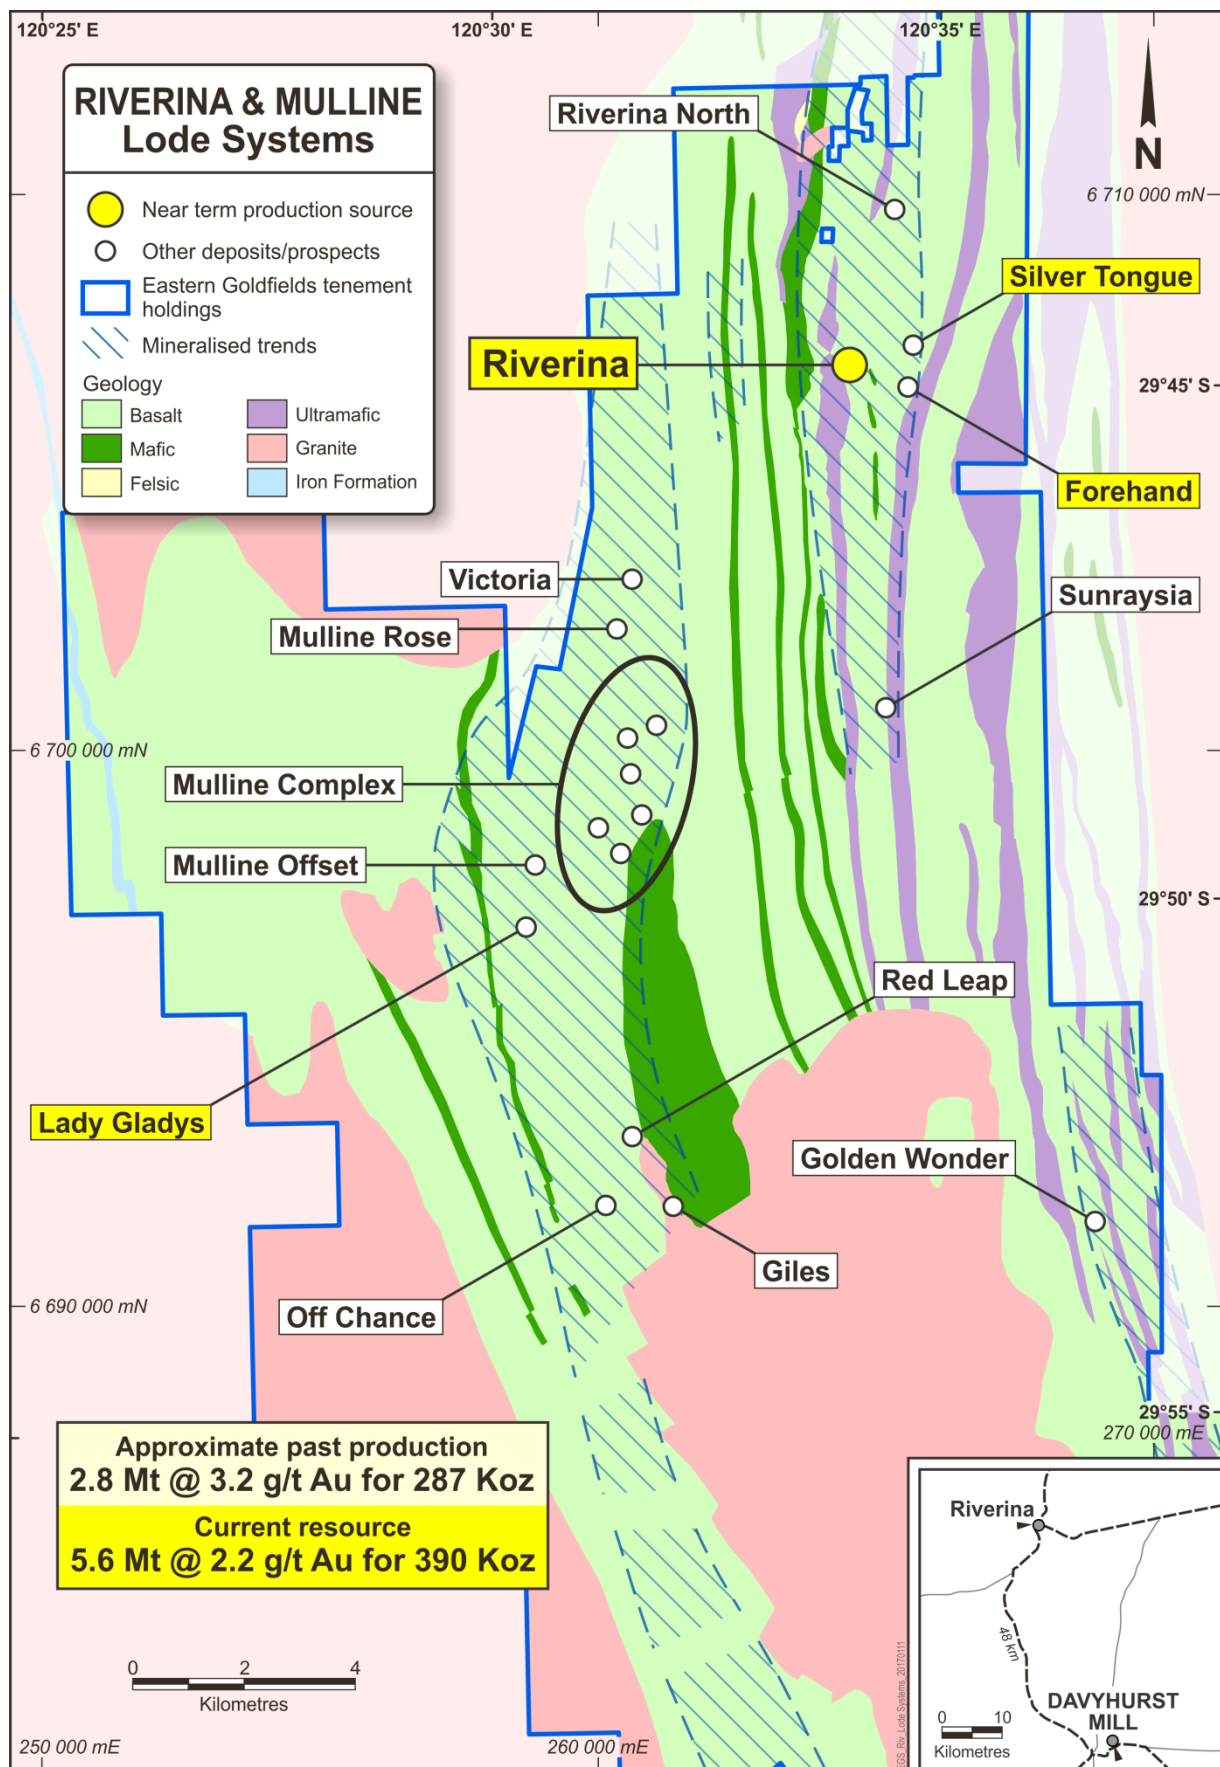 120°25' E
120°30' E
120°35' E
RIVERINA & MULLINE
Lode Systems
Near term production source
Other deposits/prospects
Eastern Goldfields tenement
holdings
Mineralised trends
Geology
Basalt
Mafic
Felsic
Ultramafic
Granite
Iron Formation
Riverina North
N
6 710 000 mN
Silver Tongue
Riverina
29°45' S
Forehand
Victoria
Sunraysia
Mulline Rose
6 700 000 mN
Mulline Complex
Mulline Offset
29°50' S
Red Leap
Lady Gladys
Golden Wonder
Giles
6 690 000 mN
Off Chance
29°55' S
270 000 mE
Approximate past production
2.8 Mt @ 3.2 g/t Au for 287 Koz
Current resource
5.6 Mt @ 2.2 g/t Au for 390 Koz
Riverina
48 km
DAVYHURST
MILL
0 10
Kilometres
0 2 4
Kilometres
EGS_Riv_Lode Systems_20170111
250 000 mE
260 000 mE